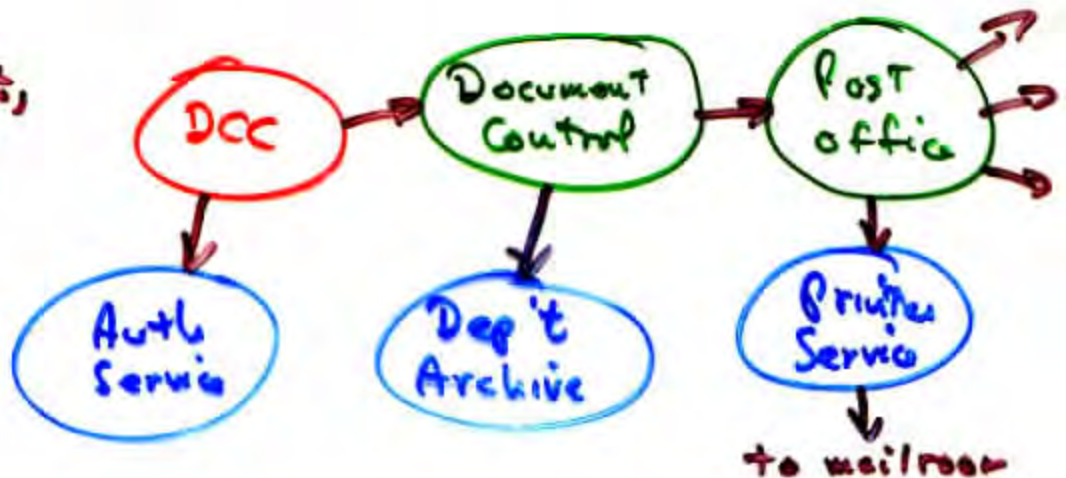 DCC
Document
Control
Post
office
Auth
Service
Dep't
Archive
Printer
Service
to mailroom